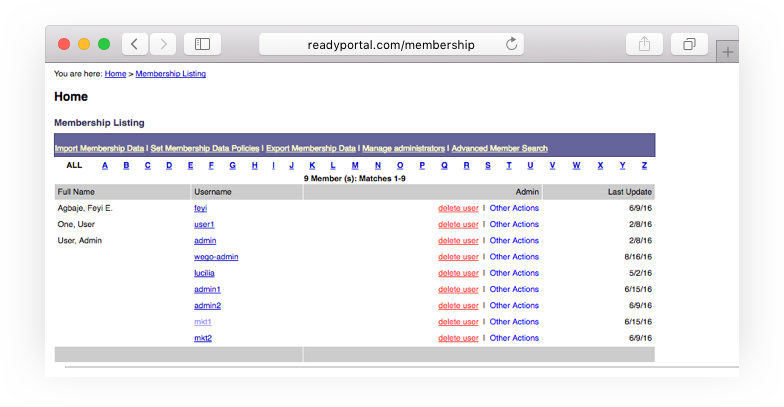 readyportal.com/membership
You are here: Home > Membership Listing
Home
Membership Listing
Import Membership Data | Set Membership Data Policies | Export Membership Data | Manage administrators | Advanced Member Search
ALL A B C D E F G H I J K L M N O P Q R S T U V W X Y Z
9 Member (s): Matches 1-9
Full Name Username Admin Last Update
Agbaje, Feyi E. feyi delete user | Other Actions 6/9/16
One, User user1 delete user | Other Actions 2/8/16
User, Admin admin delete user | Other Actions 2/8/16
wego-admin delete user | Other Actions 8/16/16
lucilia delete user | Other Actions 5/2/16
admin1 delete user | Other Actions 6/15/16
admin2 delete user | Other Actions 6/9/16
mkt1 delete user | Other Actions 6/15/16
mkt2 delete user | Other Actions 6/9/16